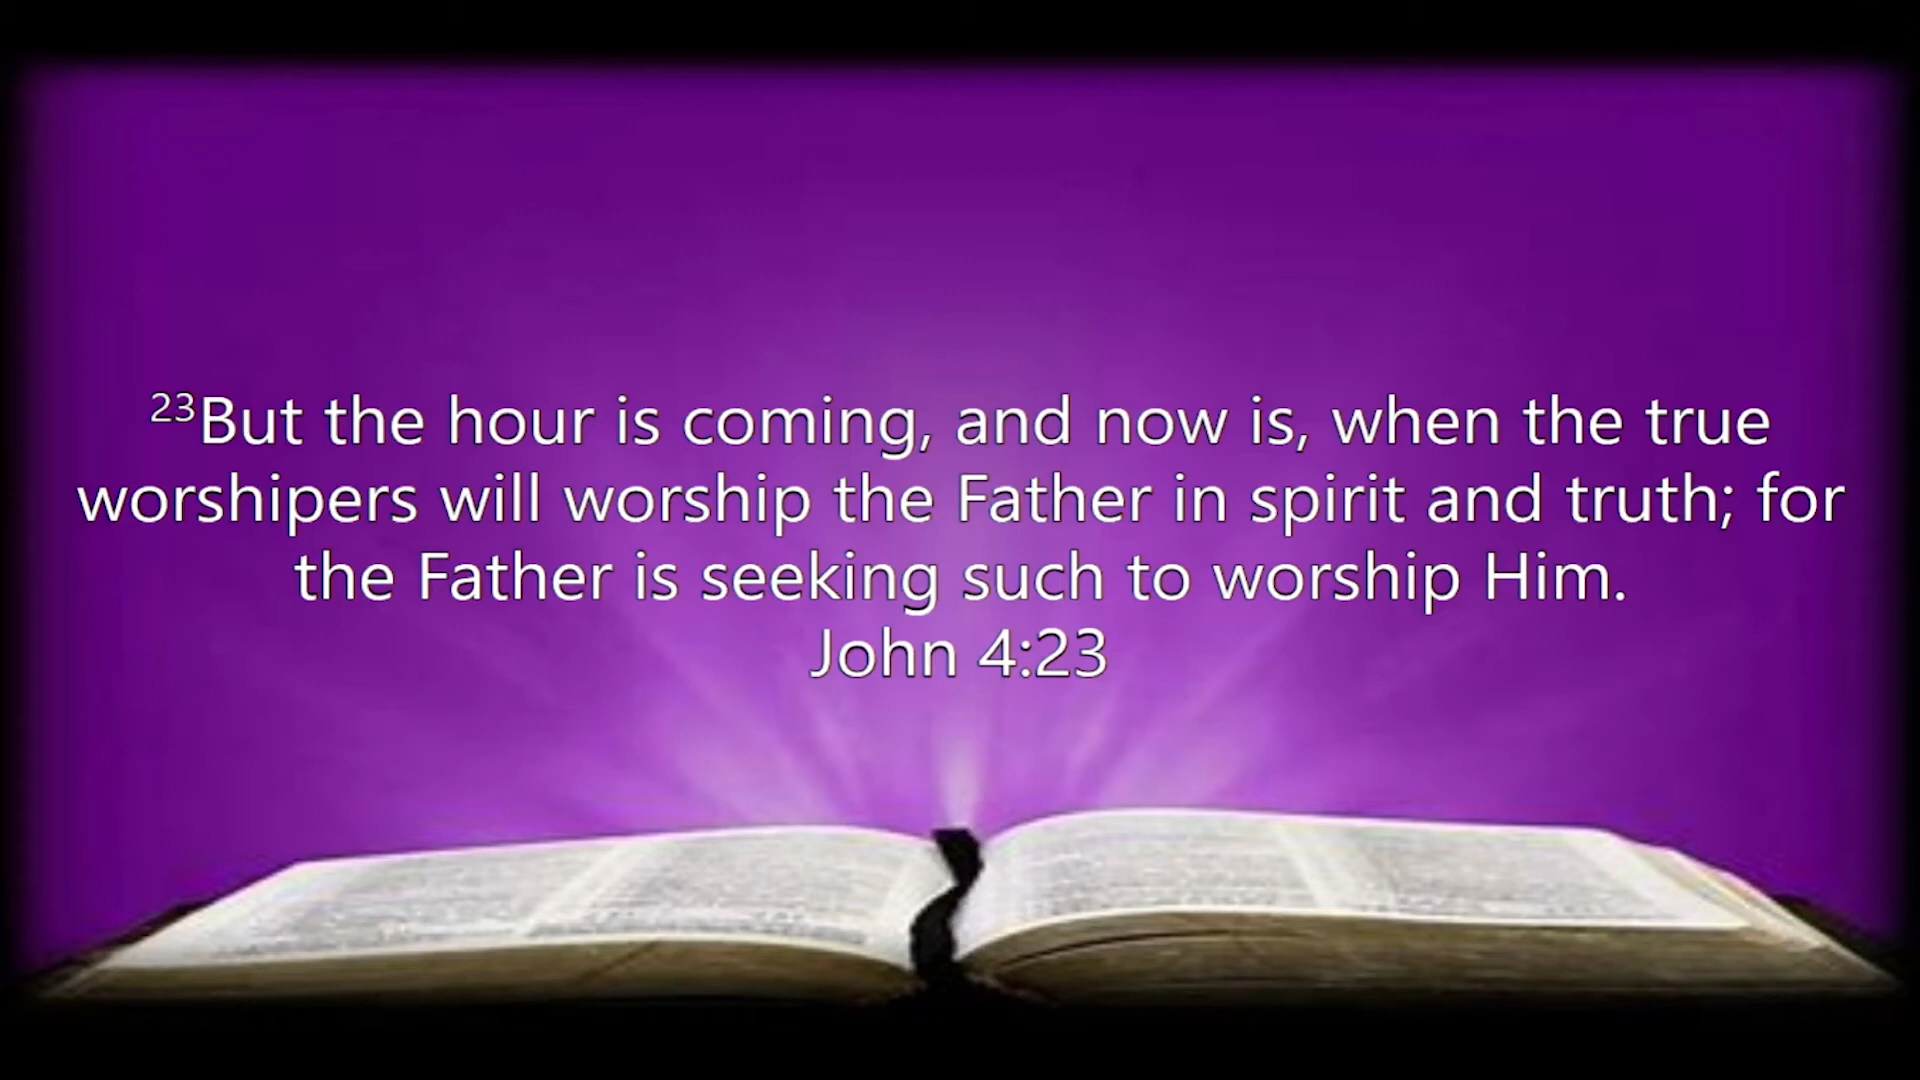 23But the hour is coming, and now is, when the true
worshipers will worship the Father in spirit and truth; for
the Father is seeking such to worship Him.
John 4:23